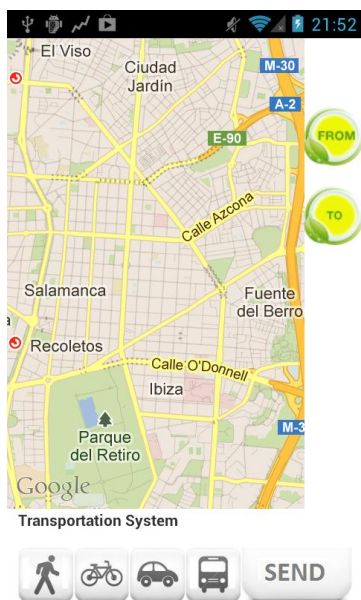 21:52
El Viso
Ciudad
Jardín
M-30
A-2
E-90
FROM
Calle Azcona
TO
Salamanca
Fuente
del Berro
a
Recoletos
Calle O'Donnell
Ibiza
M-3
Parque
del Retiro
Google
Transportation System
SEND